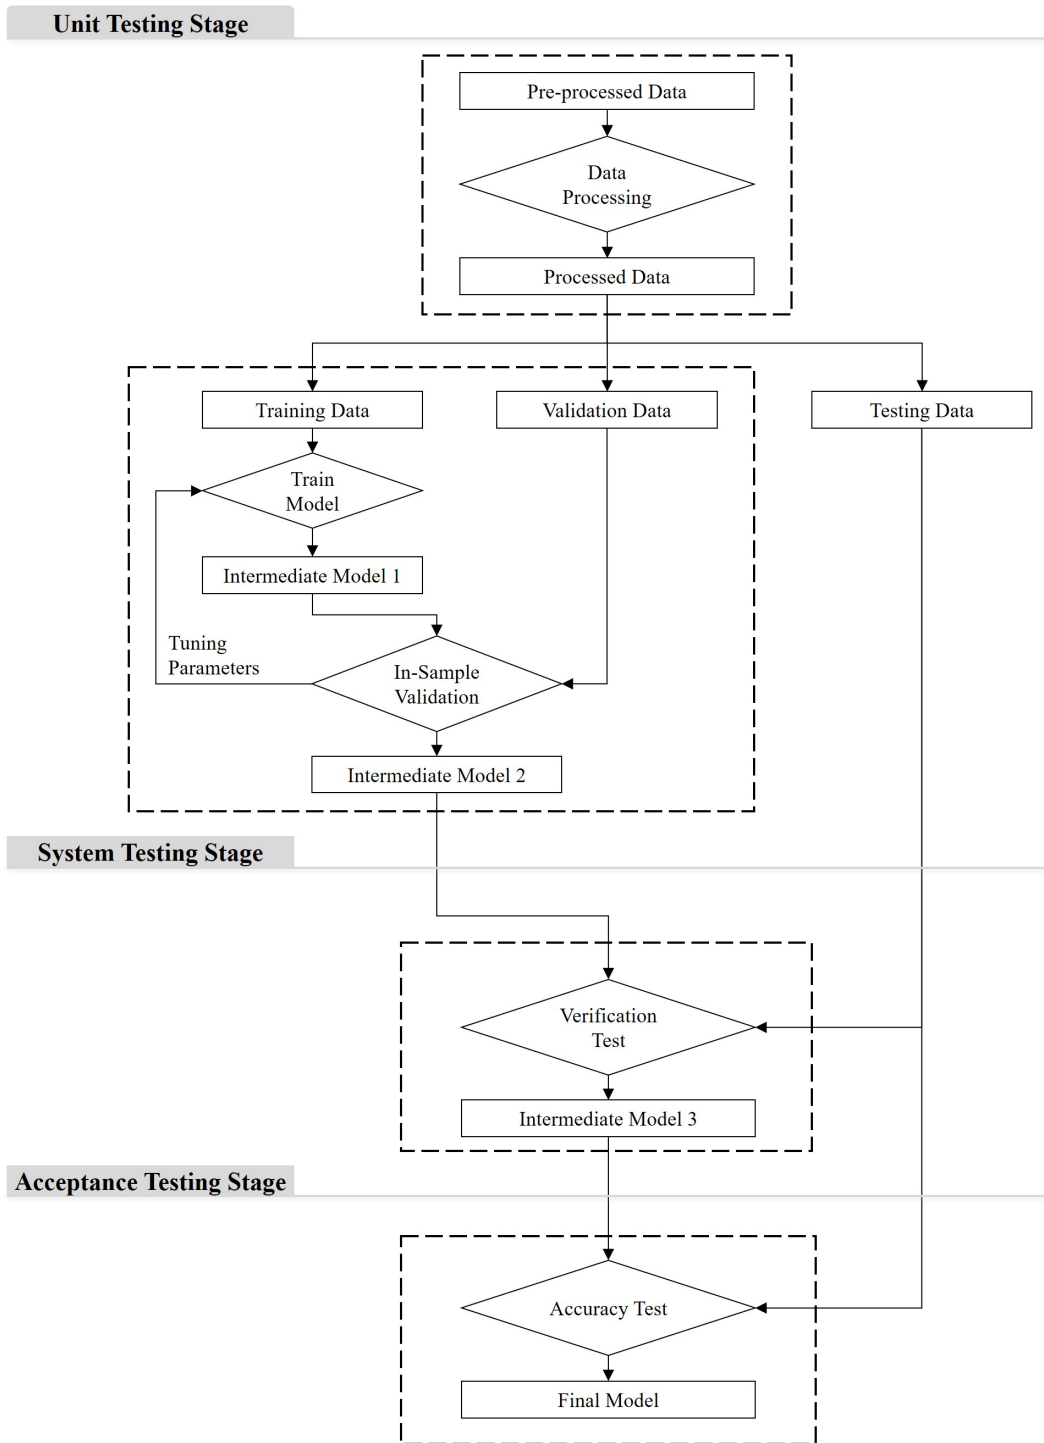 Unit Testing Stage
Pre-processed Data
Data
Processing
Processed Data
Training Data
Validation Data
Testing Data
Train
Model
Intermediate Model 1
Tuning
Parameters
In-Sample
Validation
Intermediate Model 2
System Testing Stage
Verification
Test
Intermediate Model 3
Acceptance Testing Stage
Accuracy Test
Final Model